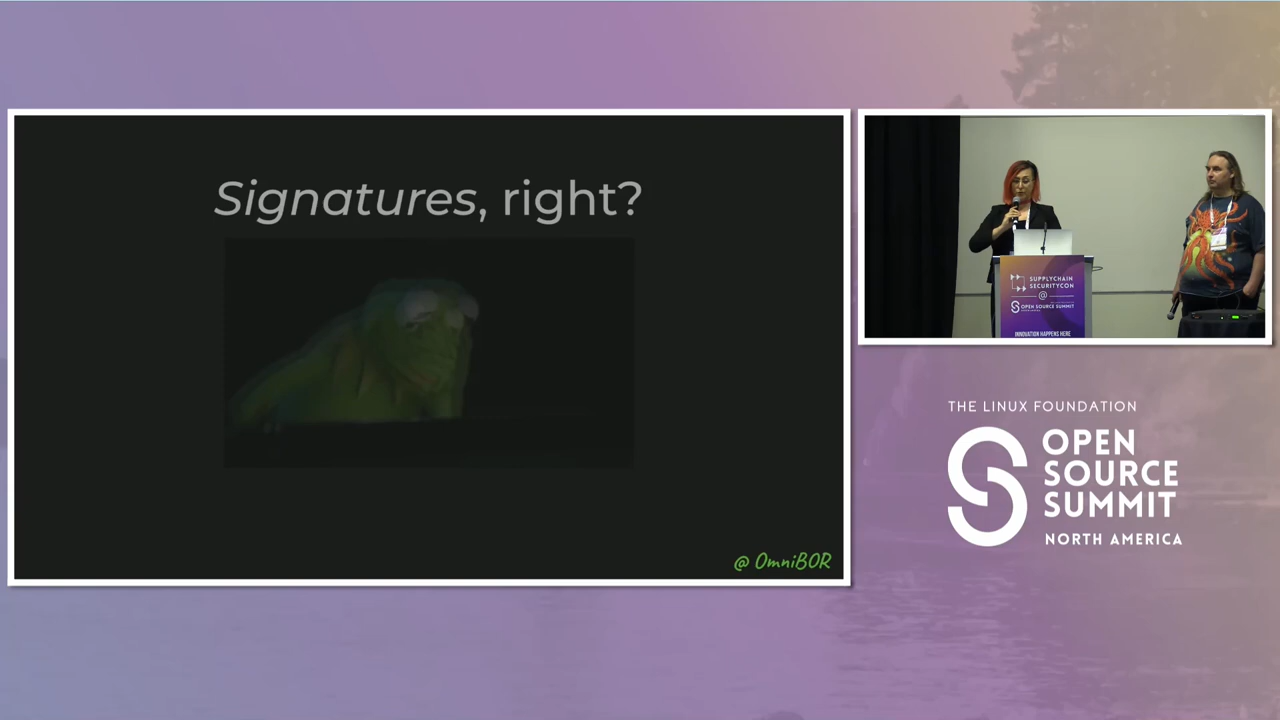 Signatures, right?
@ OmniBOR
SUPPLYCHAIN
SECURITYCON
@
OPEN SOURCE SUMMIT
INNOVATION HAPPENS HERE
THE LINUX FOUNDATION
OPEN
SOURCE
SUMMIT
NORTH AMERICA